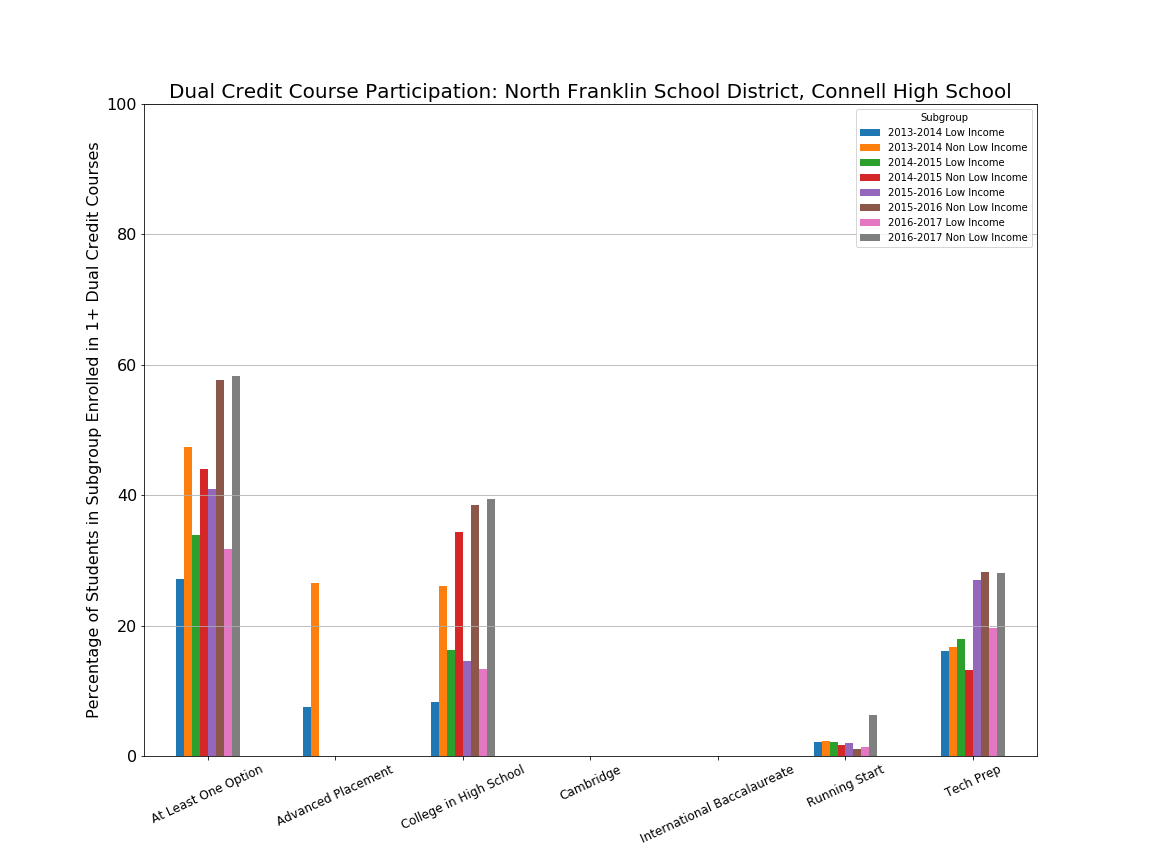 Dual Credit Course Participation: North Franklin School District, Connell High School
Percentage of Students in Subgroup Enrolled in 1+ Dual Credit Courses
100
80
60
40
20
0
Subgroup
2013-2014 Low Income
2013-2014 Non Low Income
2014-2015 Low Income
2014-2015 Non Low Income
2015-2016 Low Income
2015-2016 Non Low Income
2016-2017 Low Income
2016-2017 Non Low Income
At Least One Option
Advanced Placement
College in High School
Cambridge
International Baccalaureate
Running Start
Tech Prep